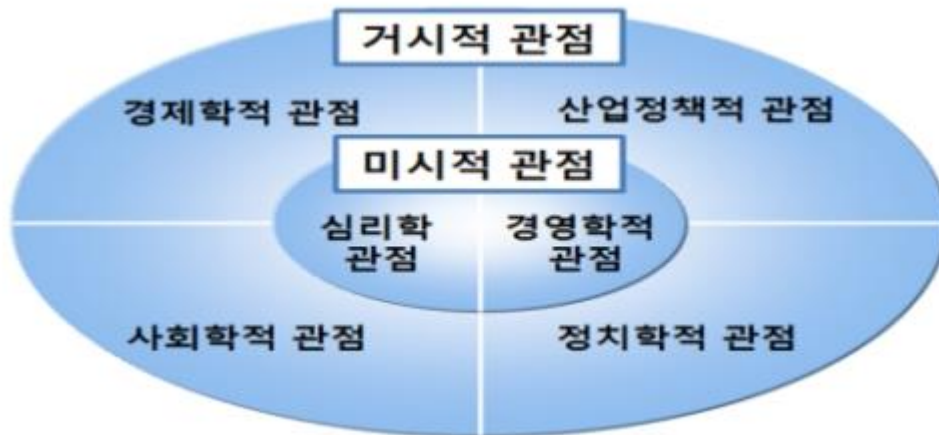 거시적 관점
경제학적 관점
산업정책적 관점
미시적 관점
심리학
관점
경영학적
관점
사회학적 관점
정치학적 관점